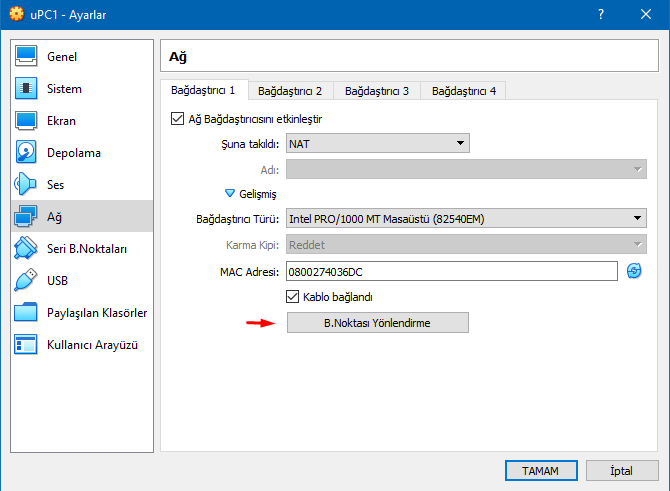 uPC1 - Ayarlar
Genel
Sistem
Ekran
Depolama
Ses
Ağ
Seri B.Noktaları
USB
Paylaşılan Klasörler
Kullanıcı Arayüzü
Ağ
Bağdaştırıcı 1 Bağdaştırıcı 2 Bağdaştırıcı 3 Bağdaştırıcı 4
Ağ Bağdaştırıcısını etkinleştir
Şuna takıldı: NAT
Adı:
Gelişmiş
Bağdaştırıcı Türü: Intel PRO/1000 MT Masaüstü (82540EM)
Karma Kipi: Reddet
MAC Adresi: 0800274036DC
Kablo bağlandı
B.Noktası Yönlendirme
TAMAM İptal